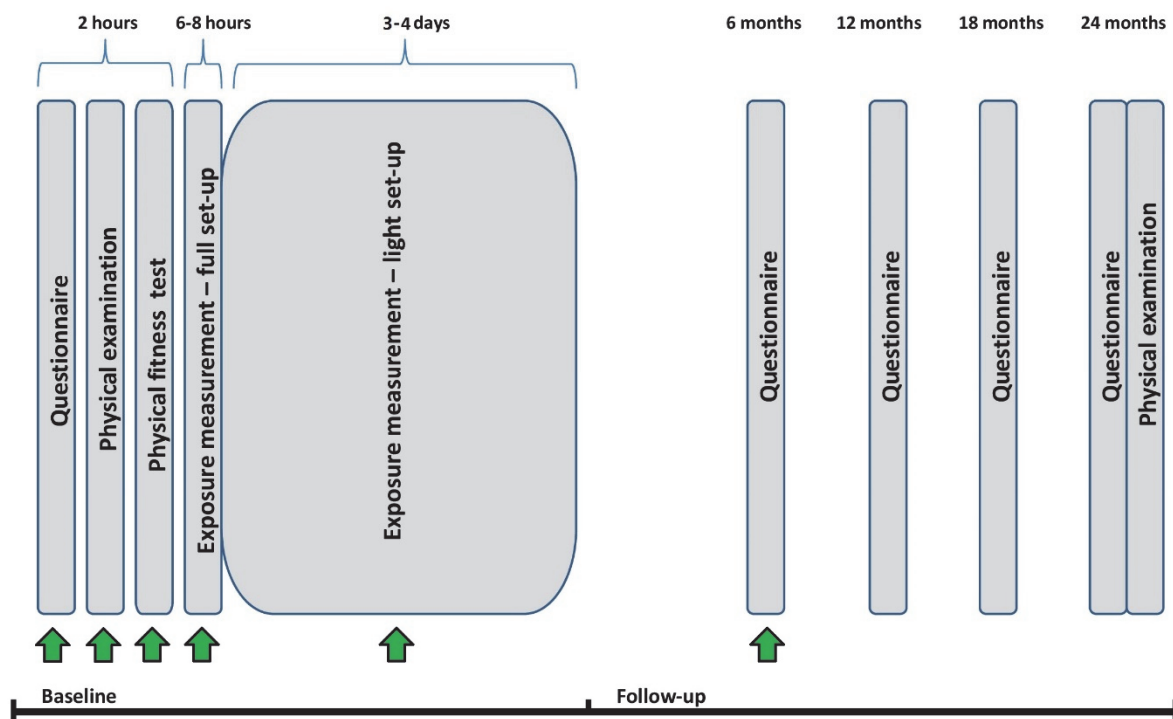 2 hours
6-8 hours
3-4 days
6 months
12 months
18 months
24 months
Questionnaire
Physical examination
Physical fitness test
Exposure measurement – full set-up
Exposure measurement – light set-up
Questionnaire
Questionnaire
Questionnaire
Questionnaire
Physical examination
Baseline
Follow-up